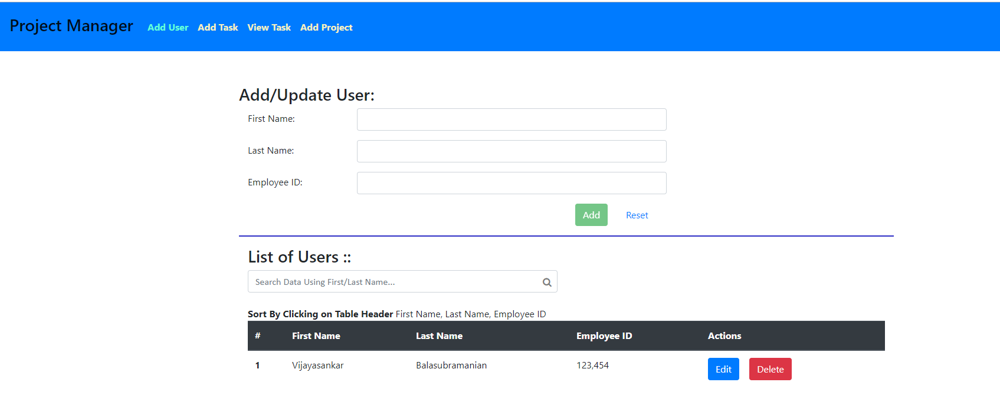 Project Manager Add User Add Task View Task Add Project
Add/Update User:
First Name:
Last Name:
Employee ID:
Add Reset
List of Users ::
Search Data Using First/Last Name...
Sort By Clicking on Table Header First Name, Last Name, Employee ID
# First Name Last Name Employee ID Actions
1 Vijayasankar Balasubramanian 123,454 Edit Delete